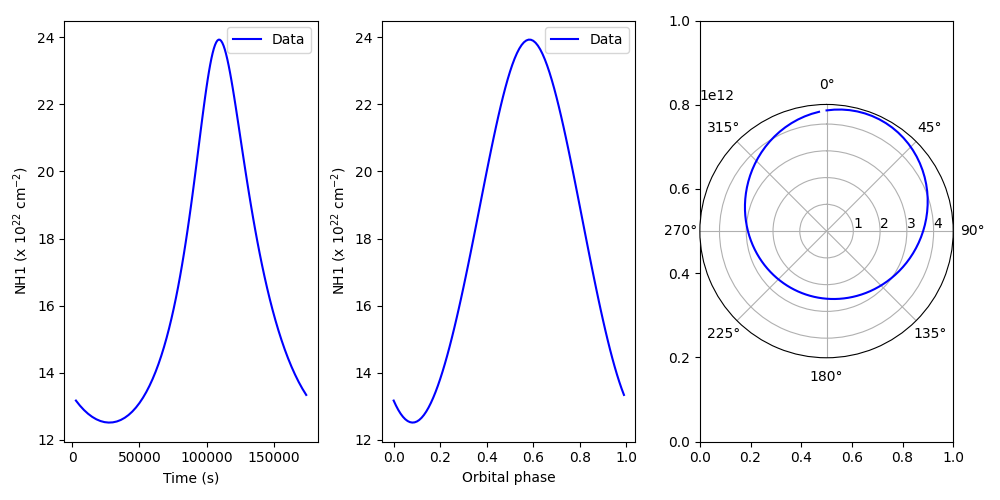 24
22
20
18
16
14
12
NH1 (x 10^22 cm^-2)
0 50000 100000 150000
Time (s)
Data
24
22
20
18
16
14
12
NH1 (x 10^22 cm^-2)
0.0 0.2 0.4 0.6 0.8 1.0
Orbital phase
Data
1.0
0.8
0.6
0.4
0.2
0.0
0.0 0.2 0.4 0.6 0.8 1.0
1e12
0°
45°
90°
135°
180°
225°
270°
315°
1 2 3 4